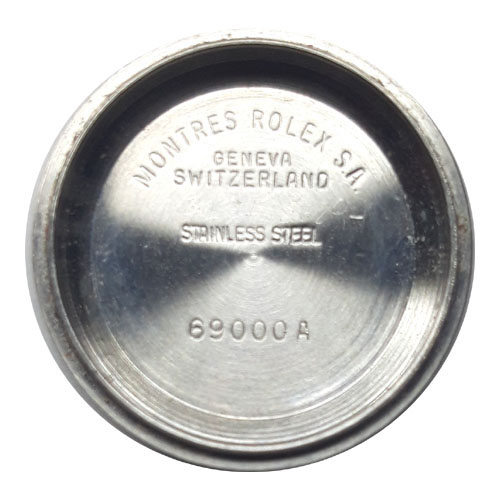 MONTRES ROLEX S.A.
GENEVA
SWITZERLAND
STAINLESS STEEL
69000A